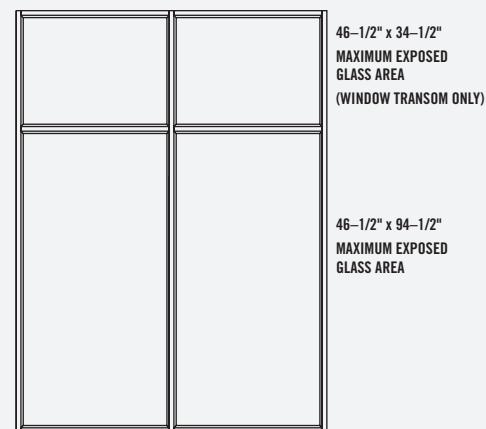 46–1/2" x 34–1/2"
MAXIMUM EXPOSED
GLASS AREA
(WINDOW TRANSOM ONLY)
46–1/2" x 94–1/2"
MAXIMUM EXPOSED
GLASS AREA